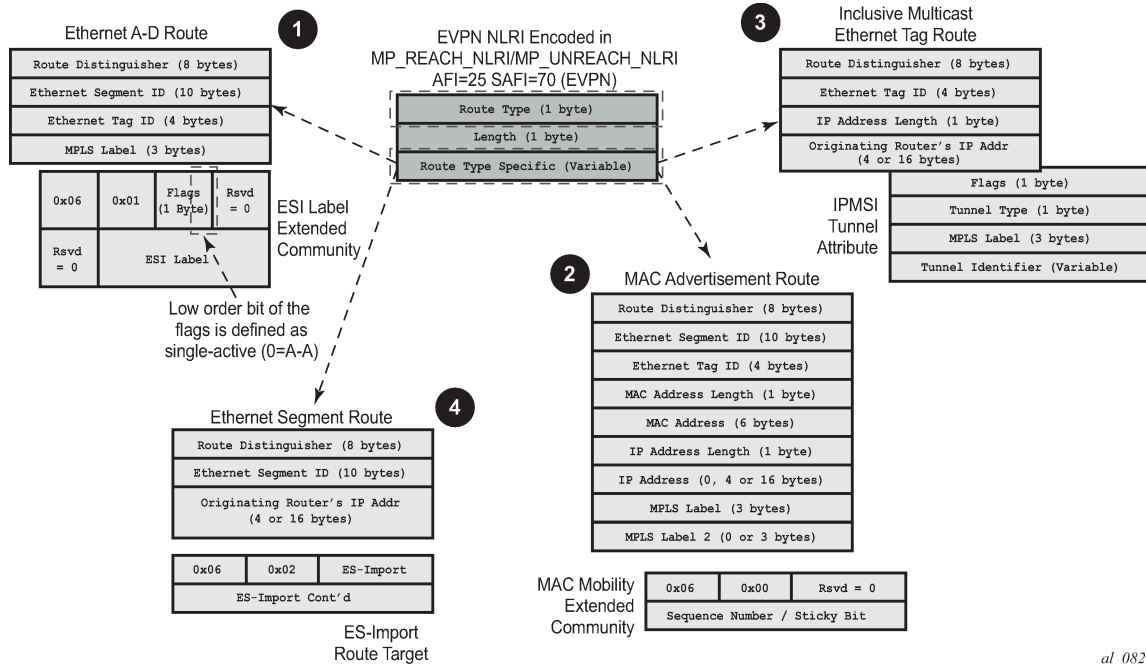 Ethernet A-D Route
1
Route Distinguisher (8 bytes)
Ethernet Segment ID (10 bytes)
Ethernet Tag ID (4 bytes)
MPLS Label (3 bytes)
0x06
0x01
Flags
(1 Byte)
Rsvd
= 0
Rsvd
= 0
ESI Label
ESI Label
Extended
Community
Low order bit of the
flags is defined as
single-active (0=A-A)
EVPN NLRI Encoded in
MP_REACH_NLRI/MP_UNREACH_NLRI
AFI=25 SAFI=70 (EVPN)
Route Type (1 byte)
Length (1 byte)
Route Type Specific (Variable)
3
Inclusive Multicast
Ethernet Tag Route
Route Distinguisher (8 bytes)
Ethernet Tag ID (4 bytes)
IP Address Length (1 byte)
Originating Router's IP Addr
(4 or 16 bytes)
IPMSI
Tunnel
Attribute
Flags (1 byte)
Tunnel Type (1 byte)
MPLS Label (3 bytes)
Tunnel Identifier (Variable)
2
MAC Advertisement Route
Route Distinguisher (8 bytes)
Ethernet Segment ID (10 bytes)
Ethernet Tag ID (4 bytes)
MAC Address Length (1 byte)
MAC Address (6 bytes)
IP Address Length (1 byte)
IP Address (0, 4 or 16 bytes)
MPLS Label (3 bytes)
MPLS Label 2 (0 or 3 bytes)
MAC Mobility
Extended
Community
0x06
0x00
Rsvd = 0
Sequence Number / Sticky Bit
4
Ethernet Segment Route
Route Distinguisher (8 bytes)
Ethernet Segment ID (10 bytes)
Originating Router's IP Addr
(4 or 16 bytes)
0x06
0x02
ES-Import
ES-Import Cont'd
ES-Import
Route Target
al_082